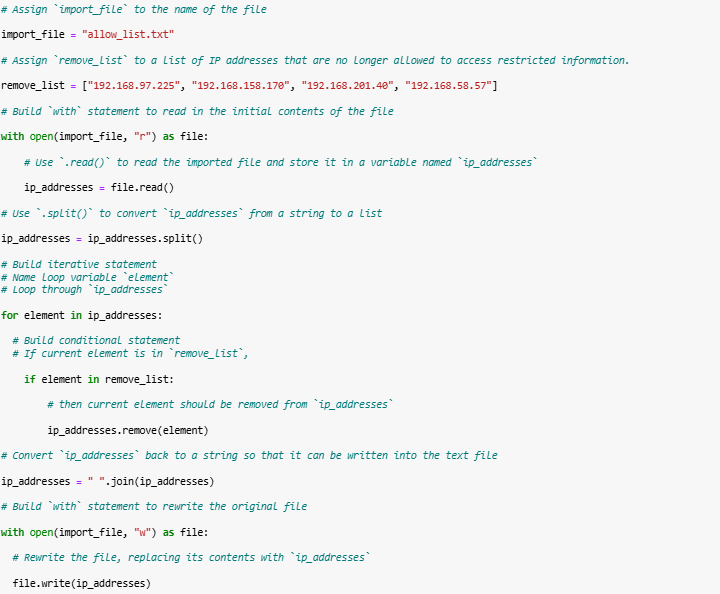 # Assign `import_file` to the name of the file
import_file = "allow_list.txt"
# Assign `remove_list` to a list of IP addresses that are no longer allowed to access restricted information.
remove_list = ["192.168.97.225", "192.168.158.170", "192.168.201.40", "192.168.58.57"]
# Build `with` statement to read in the initial contents of the file
with open(import_file, "r") as file:
    # Use `.read()` to read the imported file and store it in a variable named `ip_addresses`
    ip_addresses = file.read()
# Use `.split()` to convert `ip_addresses` from a string to a list
ip_addresses = ip_addresses.split()
# Build iterative statement
# Name loop variable `element`
# Loop through `ip_addresses`
for element in ip_addresses:
  # Build conditional statement
  # If current element is in `remove_list`,
    if element in remove_list:
        # then current element should be removed from `ip_addresses`
        ip_addresses.remove(element)
# Convert `ip_addresses` back to a string so that it can be written into the text file
ip_addresses = " ".join(ip_addresses)
# Build `with` statement to rewrite the original file
with open(import_file, "w") as file:
  # Rewrite the file, replacing its contents with `ip_addresses`
  file.write(ip_addresses)